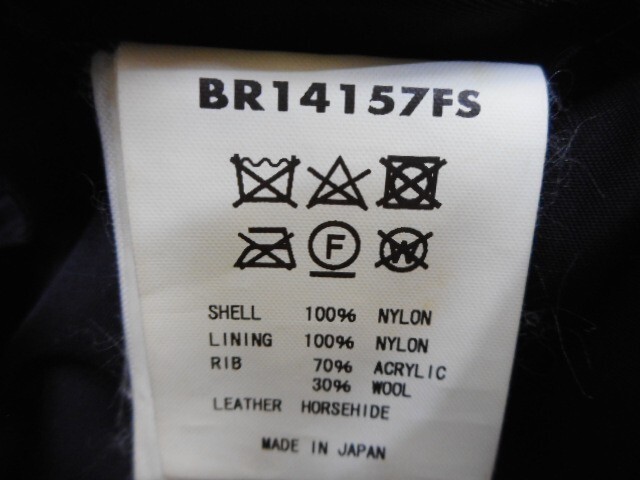 BR14157FS
F W
SHELL 100% NYLON
LINING 100% NYLON
RIB 70% ACRYLIC
30% WOOL
LEATHER HORSEHIDE
MADE IN JAPAN